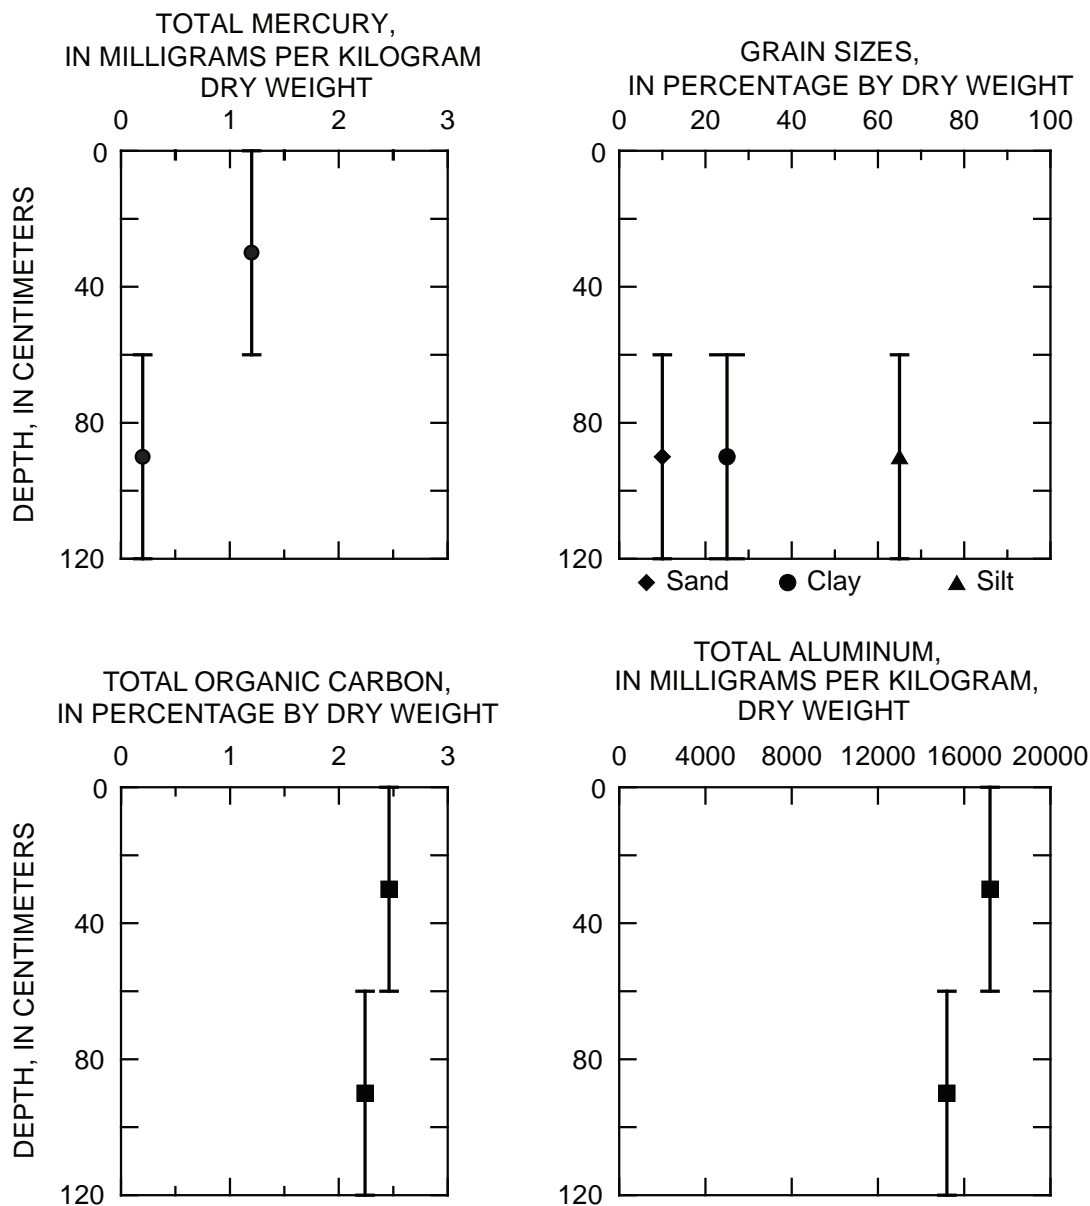 TOTAL MERCURY,
IN MILLIGRAMS PER KILOGRAM
DRY WEIGHT
0 1 2 3
DEPTH, IN CENTIMETERS
0
40
80
120
GRAIN SIZES,
IN PERCENTAGE BY DRY WEIGHT
0 20 40 60 80 100
0
40
80
120
Sand Clay Silt
TOTAL ORGANIC CARBON,
IN PERCENTAGE BY DRY WEIGHT
0 1 2 3
DEPTH, IN CENTIMETERS
0
40
80
120
TOTAL ALUMINUM,
IN MILLIGRAMS PER KILOGRAM,
DRY WEIGHT
0 4000 8000 12000 16000 20000
0
40
80
120